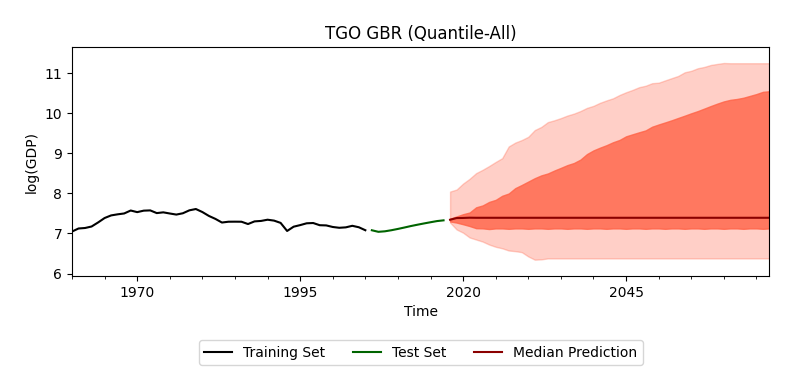 TGO GBR (Quantile-All)
log(GDP)
11
10
9
8
7
6
1970
1995
2020
2045
Time
Training Set
Test Set
Median Prediction